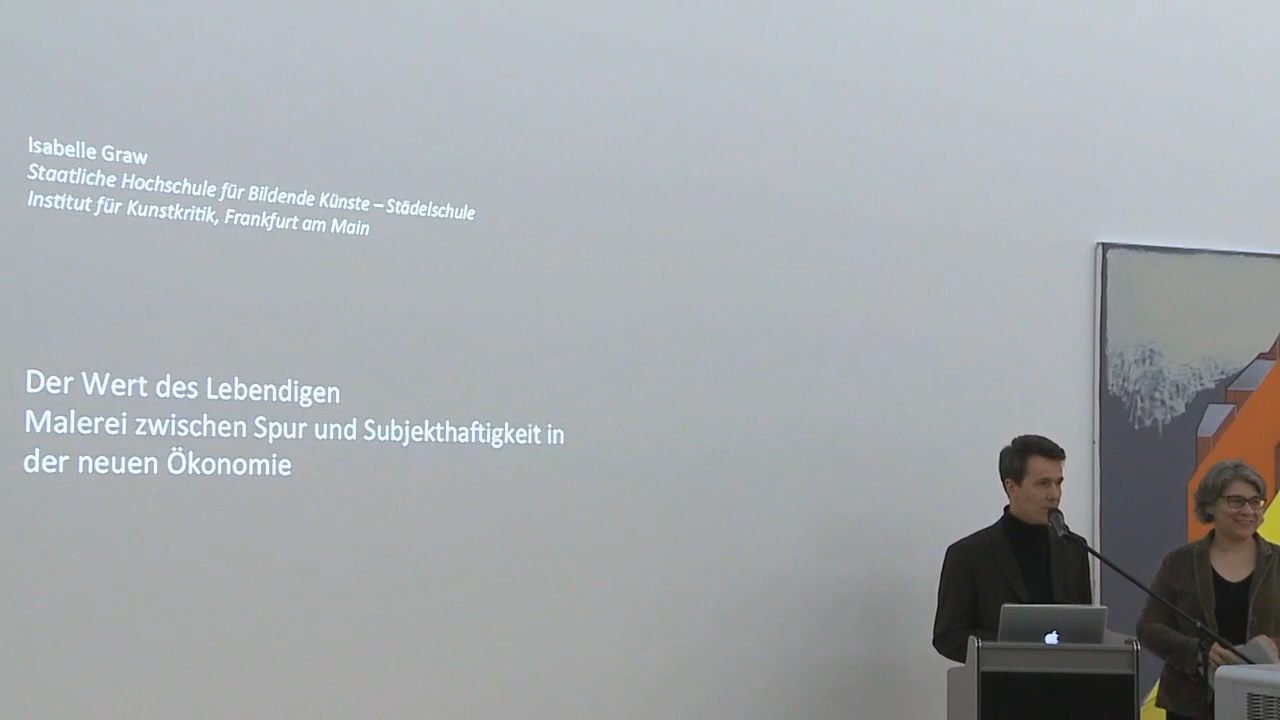 Isabelle Graw
Staatliche Hochschule für Bildende Künste – Städelschule
Institut für Kunstkritik, Frankfurt am Main
Der Wert des Lebendigen
Malerei zwischen Spur und Subjekthaftigkeit in
der neuen Ökonomie